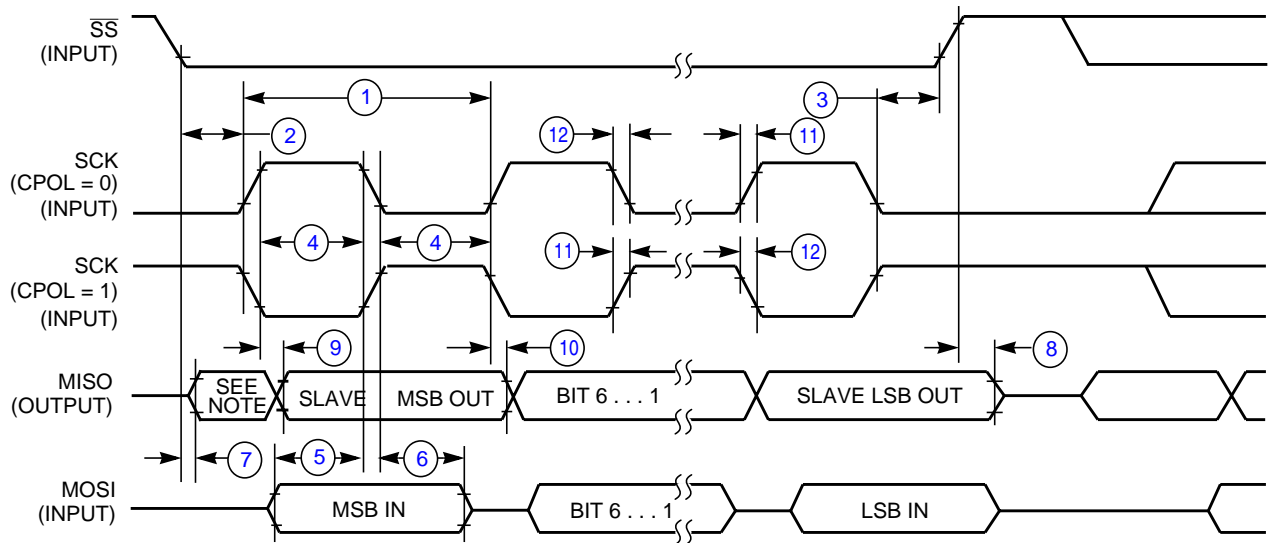 SS
(INPUT)
1
3
2
12
11
SCK
(CPOL = 0)
(INPUT)
4
4
11
12
SCK
(CPOL = 1)
(INPUT)
9
10
8
MISO
(OUTPUT)
SEE
NOTE
SLAVE
MSB OUT
BIT 6 . . . 1
SLAVE LSB OUT
7
5
6
MOSI
(INPUT)
MSB IN
BIT 6 . . . 1
LSB IN